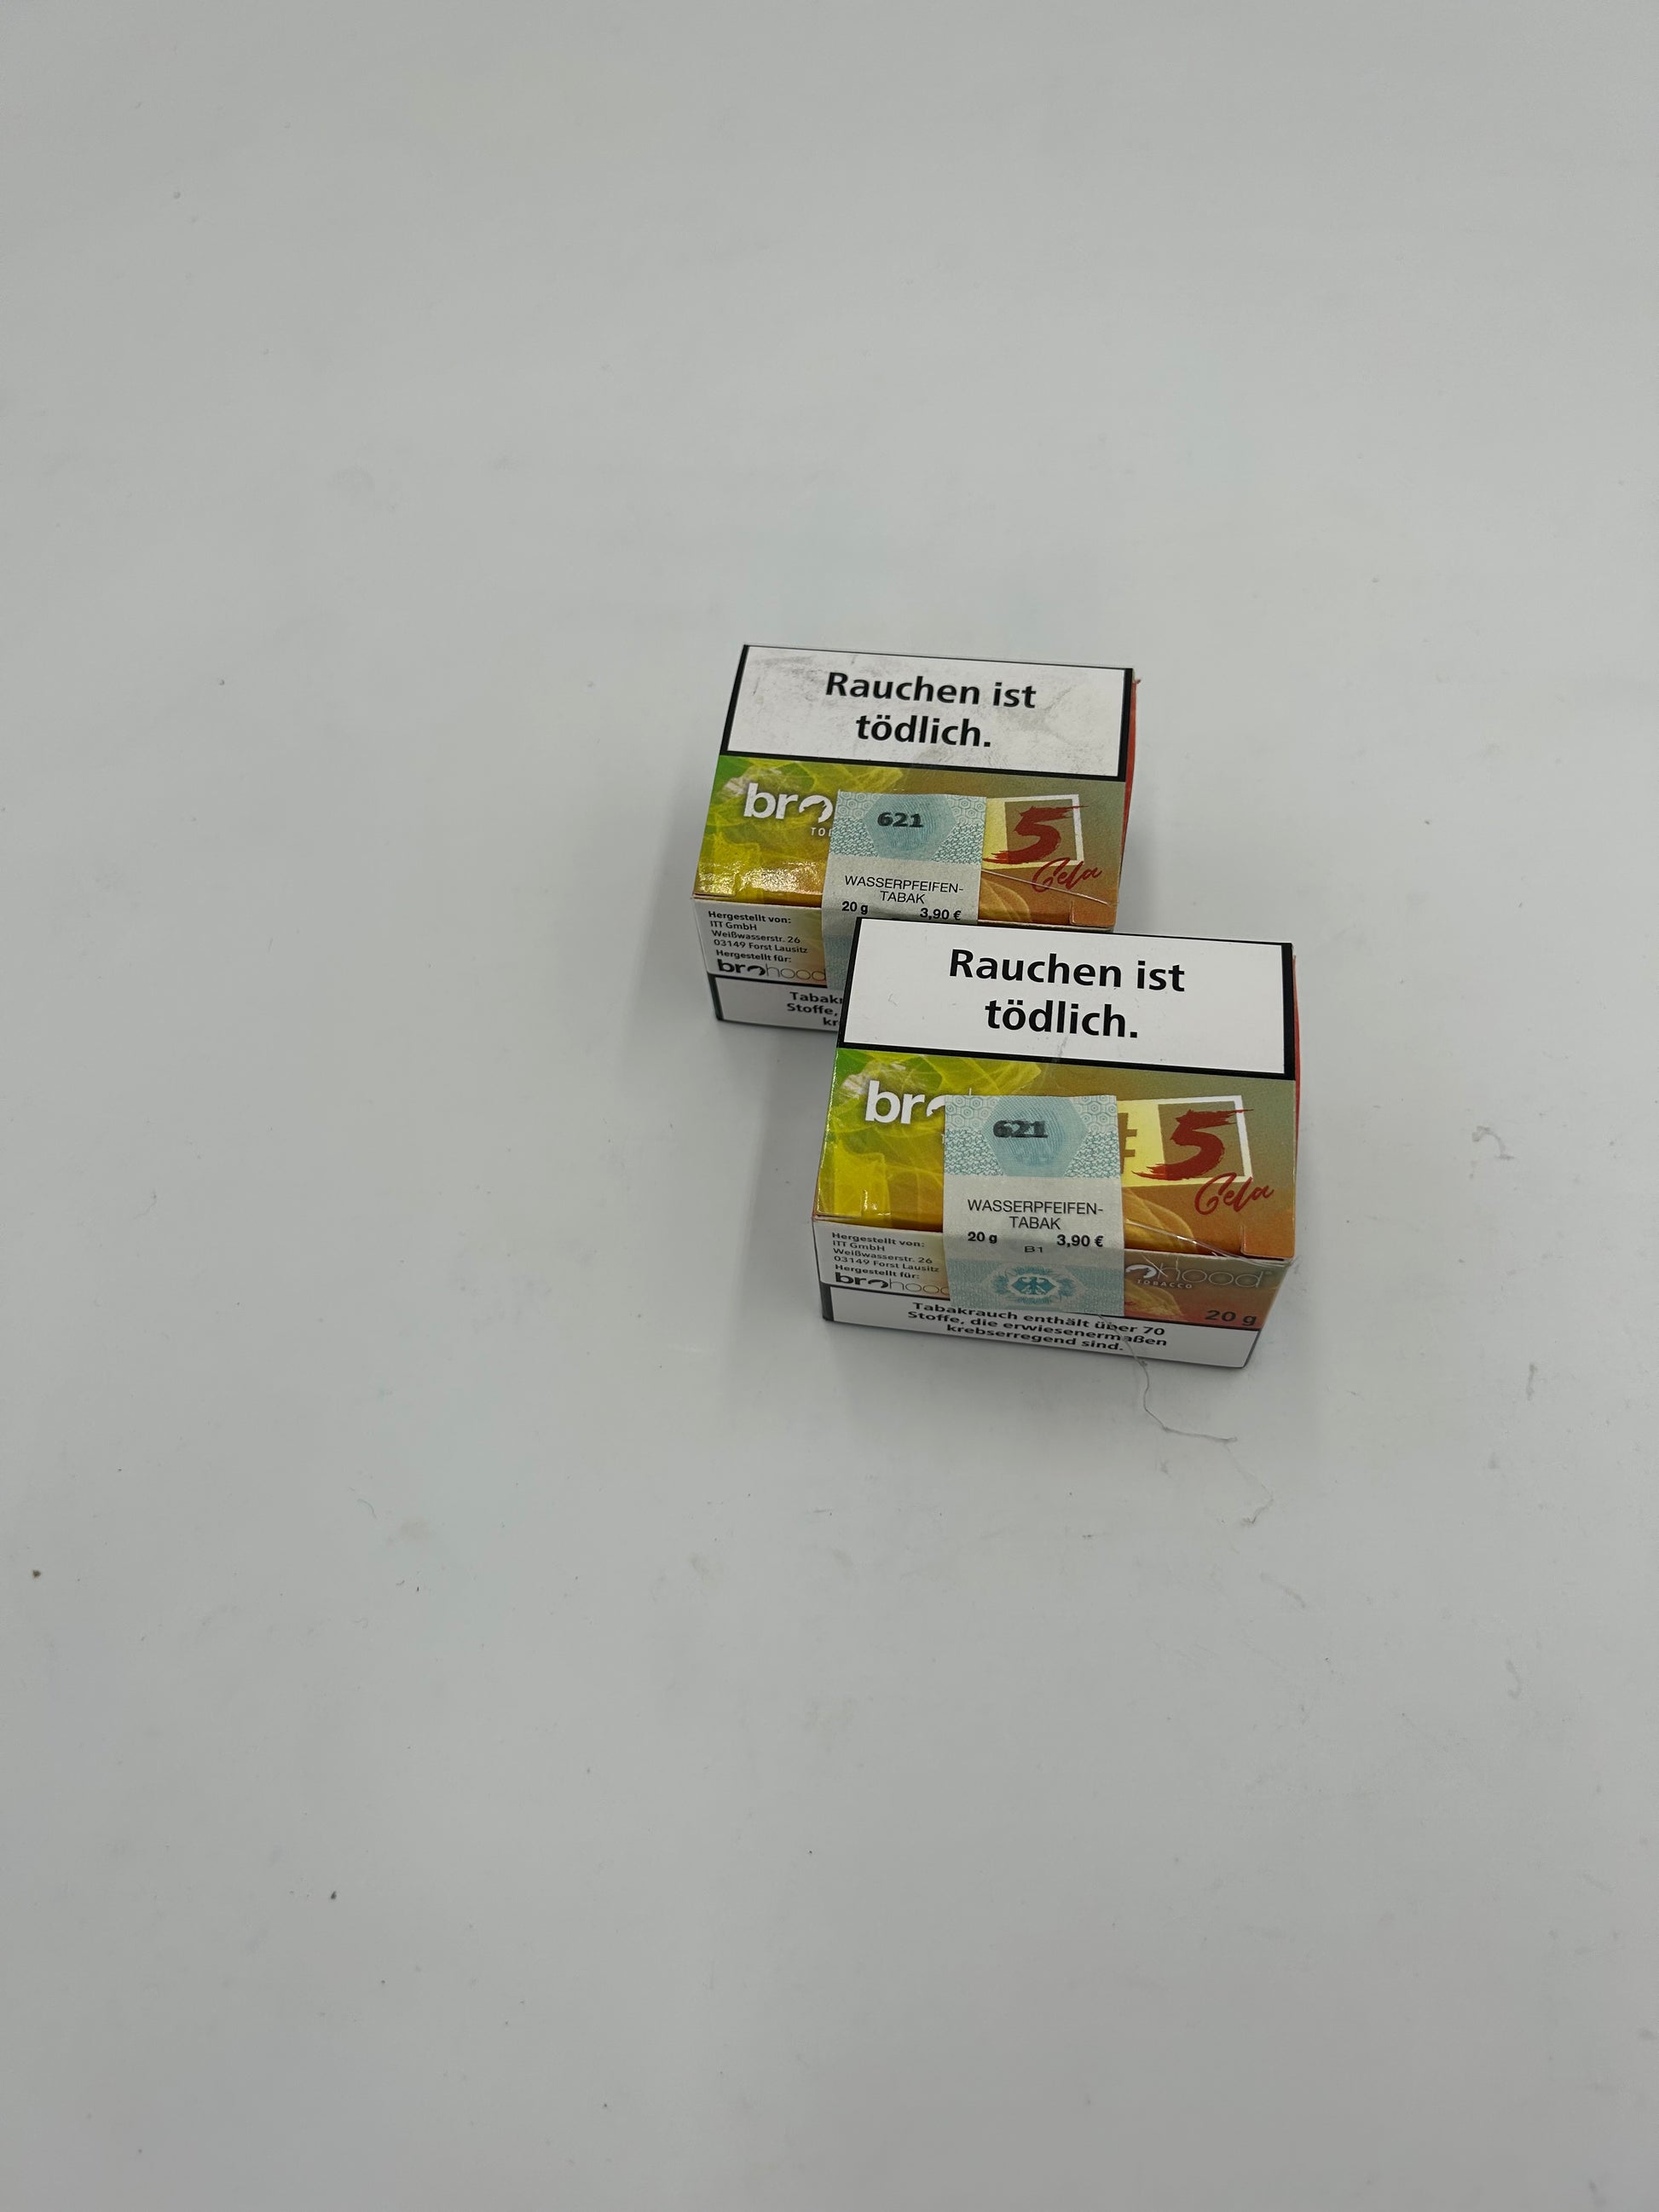 Rauchen ist
tödlich.
621
5
Gela
WASSERPFEIFEN-
TABAK
20 g 3,90 €
Hergestellt von:
ITT GmbH
Weißwasserstr. 26
03149 Forst Lausitz
Hergestellt für:
brohood
Stoffe,
Rauchen ist
tödlich.
621
#5
Gela
WASSERPFEIFEN-
TABAK
20 g 3,90 €
B1
Hergestellt von:
ITT GmbH
Weißwasserstr. 26
03149 Forst Lausitz
Hergestellt für:
brohood
TOBACCO
20 g
Tabakrauch enthält über 70
Stoffe, die erwiesenermaßen
krebserregend sind.